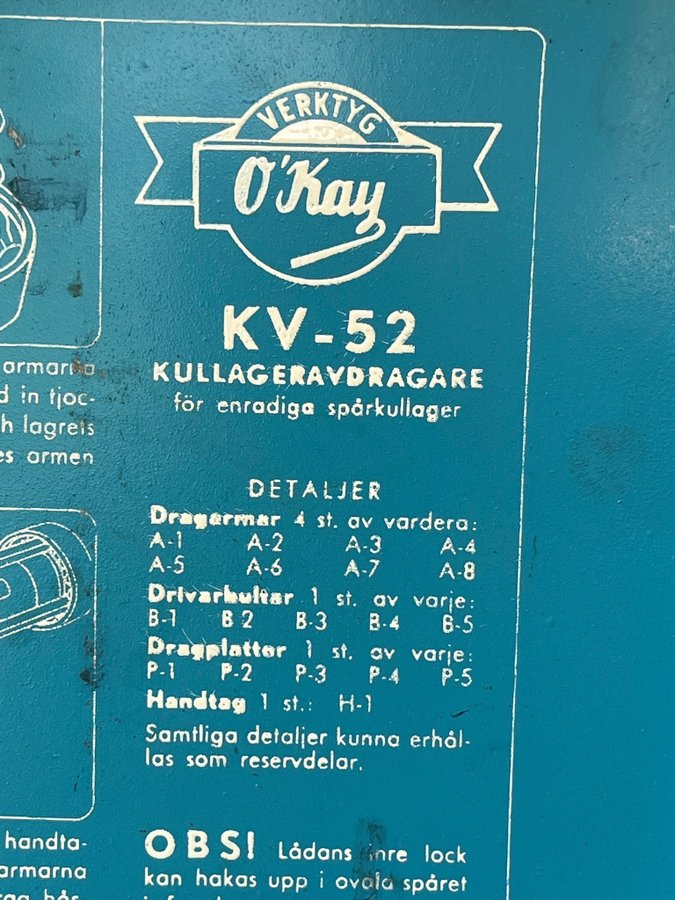 armarna
d in tjoc-
h lagrets
es armen
handta-
armarna
VERKTYG
O'Kay
KV-52
KULLAGERAVDRAGARE
för enradiga spårkullager
DETALJER
Dragarmar 4 st. av vardera:
A-1 A-2 A-3 A-4
A-5 A-6 A-7 A-8
Drivarbultar 1 st. av varje:
B-1 B 2 B-3 B-4 B-5
Dragplattor 1 st. av varje:
P-1 P-2 P-3 P-4 P-5
Handtag 1 st.: H-1
Samtliga detaljer kunna erhål-
las som reservdelar.
OBS! Lådans inre lock
kan hakas upp i ovala spåret